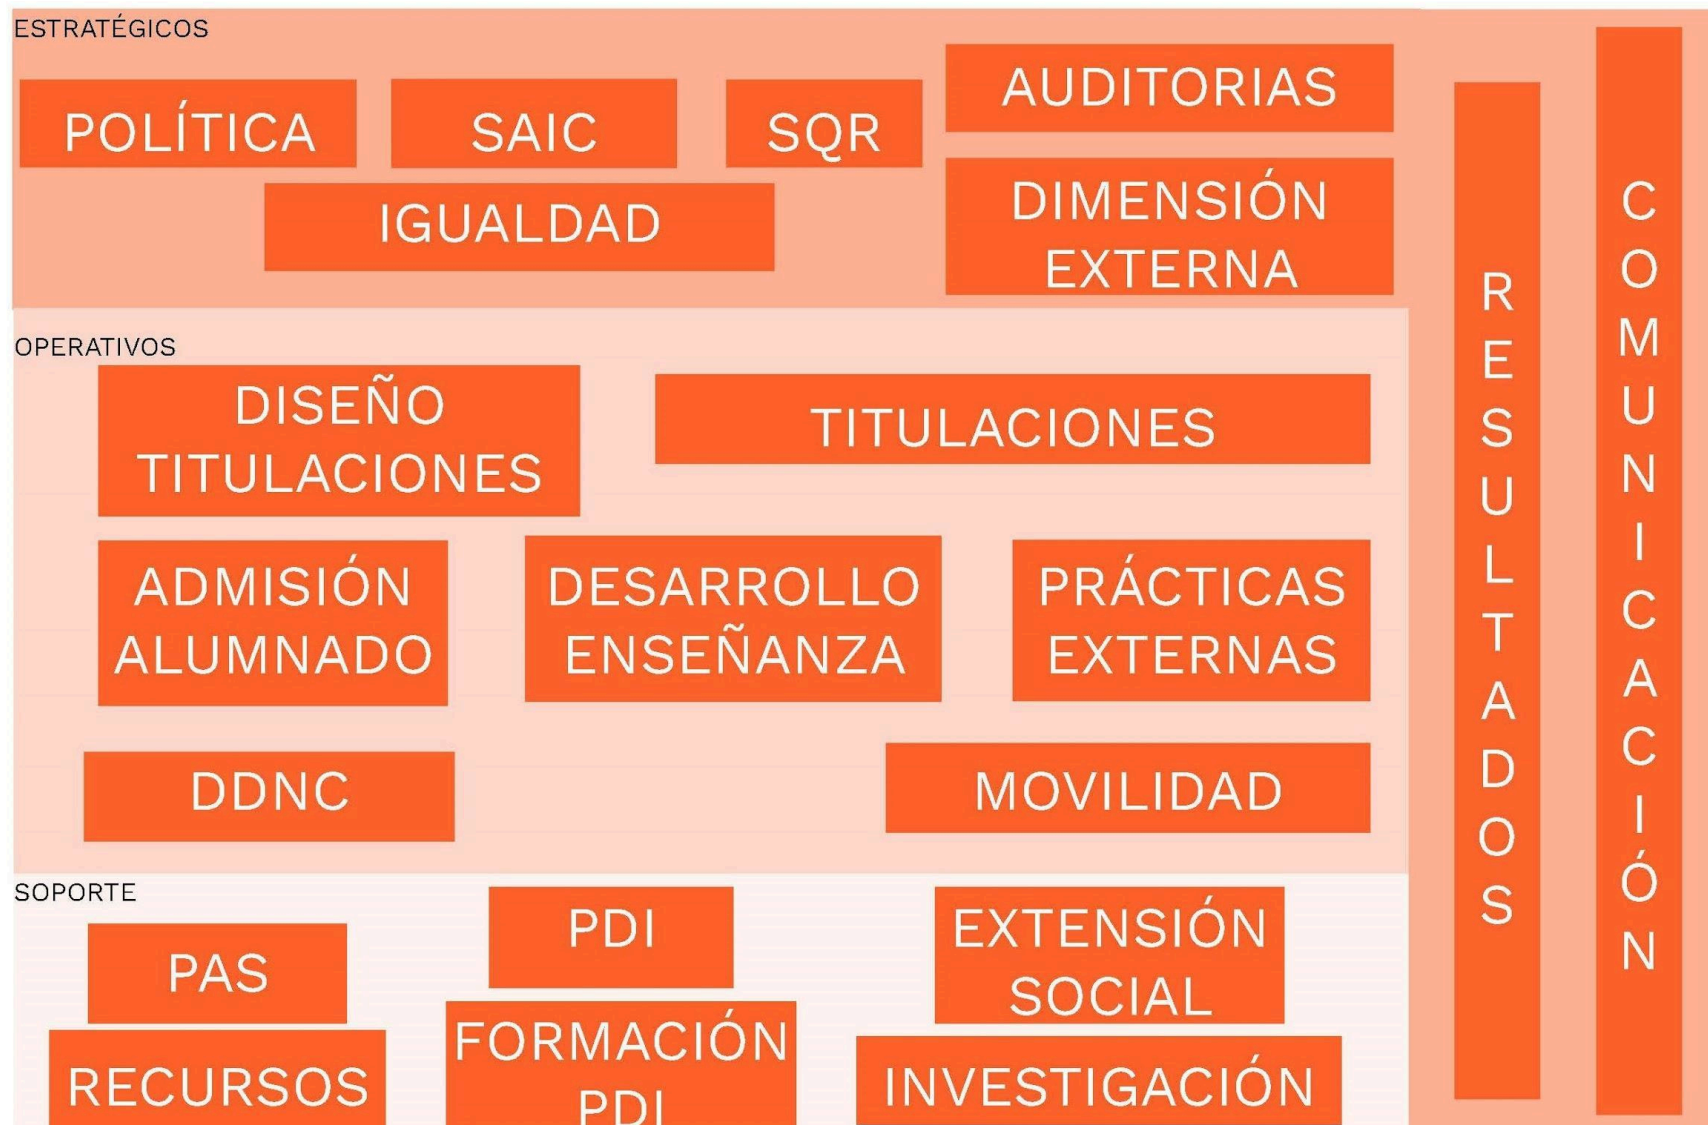 ESTRATÉGICOS
POLÍTICA
SAIC
SQR
AUDITORIAS
IGUALDAD
DIMENSIÓN
EXTERNA
OPERATIVOS
DISEÑO
TITULACIONES
TITULACIONES
ADMISIÓN
ALUMNADO
DESARROLLO
ENSEÑANZA
PRÁCTICAS
EXTERNAS
DDNC
MOVILIDAD
SOPORTE
PAS
PDI
EXTENSIÓN
SOCIAL
RECURSOS
FORMACIÓN
PDI
INVESTIGACIÓN
RESULTADOS
COMUNICACIÓN